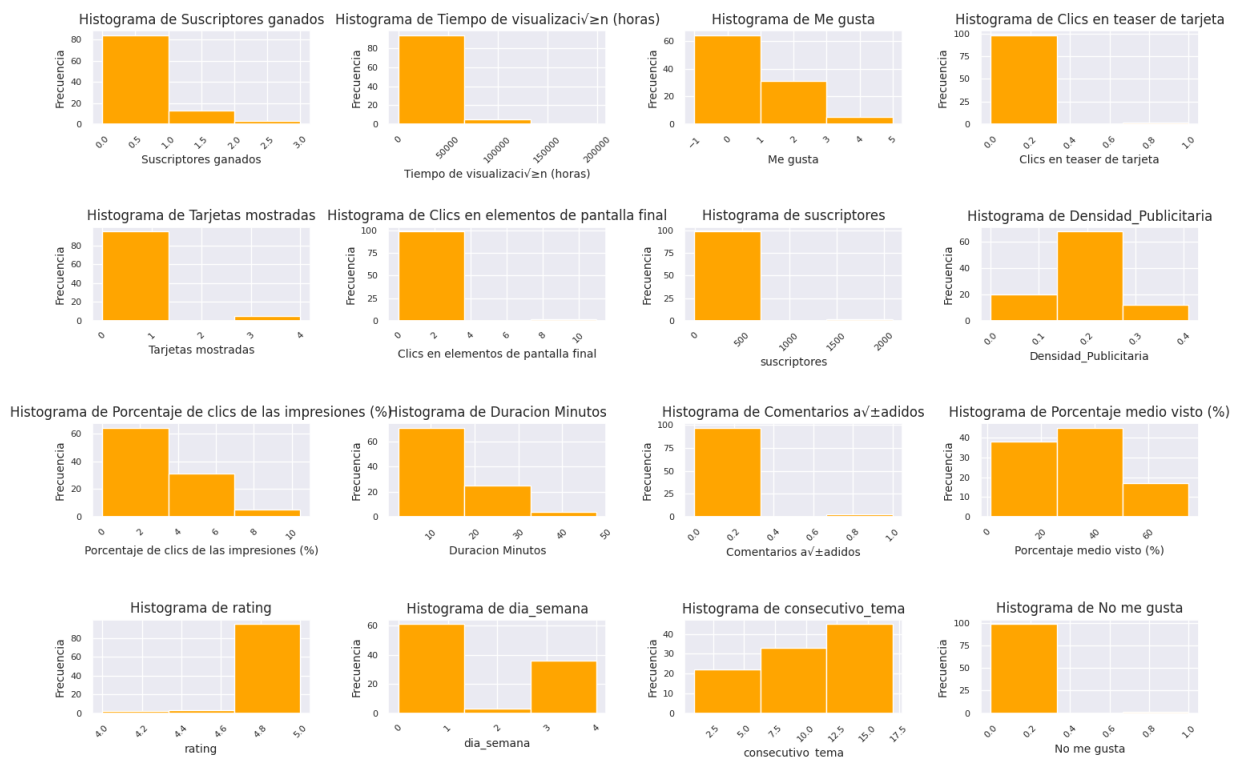 Histograma de Suscriptores ganados
Frecuencia
80
60
40
20
0
0.0 0.5 1.0 1.5 2.0 2.5 3.0
Suscriptores ganados
Histograma de Tiempo de visualizaci√≥n (horas)
Frecuencia
80
60
40
20
0
0 50000 100000 150000 200000
Tiempo de visualizaci√≥n (horas)
Histograma de Me gusta
Frecuencia
60
40
20
0
−1 0 1 2 3 4 5
Me gusta
Histograma de Clics en teaser de tarjeta
Frecuencia
100
75
50
25
0
0.0 0.2 0.4 0.6 0.8 1.0
Clics en teaser de tarjeta
Histograma de Tarjetas mostradas
Frecuencia
80
60
40
20
0
0 1 2 3 4
Tarjetas mostradas
Histograma de Clics en elementos de pantalla final
Frecuencia
100
75
50
25
0
0 2 4 6 8 10
Clics en elementos de pantalla final
Histograma de suscriptores
Frecuencia
100
75
50
25
0
0 500 1000 1500 2000
suscriptores
Histograma de Densidad_Publicitaria
Frecuencia
60
40
20
0
0.0 0.1 0.2 0.3 0.4
Densidad_Publicitaria
Histograma de Porcentaje de clics de las impresiones (%)
Frecuencia
60
40
20
0
0 2 4 6 8 10
Porcentaje de clics de las impresiones (%)
Histograma de Duracion Minutos
Frecuencia
60
40
20
0
10 20 30 40 50
Duracion Minutos
Histograma de Comentarios a√±adidos
Frecuencia
100
75
50
25
0
0.0 0.2 0.4 0.6 0.8 1.0
Comentarios a√±adidos
Histograma de Porcentaje medio visto (%)
Frecuencia
40
30
20
10
0
0 20 40 60
Porcentaje medio visto (%)
Histograma de rating
Frecuencia
80
60
40
20
0
4.0 4.2 4.4 4.6 4.8 5.0
rating
Histograma de dia_semana
Frecuencia
60
40
20
0
0 1 2 3 4
dia_semana
Histograma de consecutivo_tema
Frecuencia
40
30
20
10
0
2.5 5.0 7.5 10.0 12.5 15.0 17.5
consecutivo_tema
Histograma de No me gusta
Frecuencia
100
75
50
25
0
0.0 0.2 0.4 0.6 0.8 1.0
No me gusta